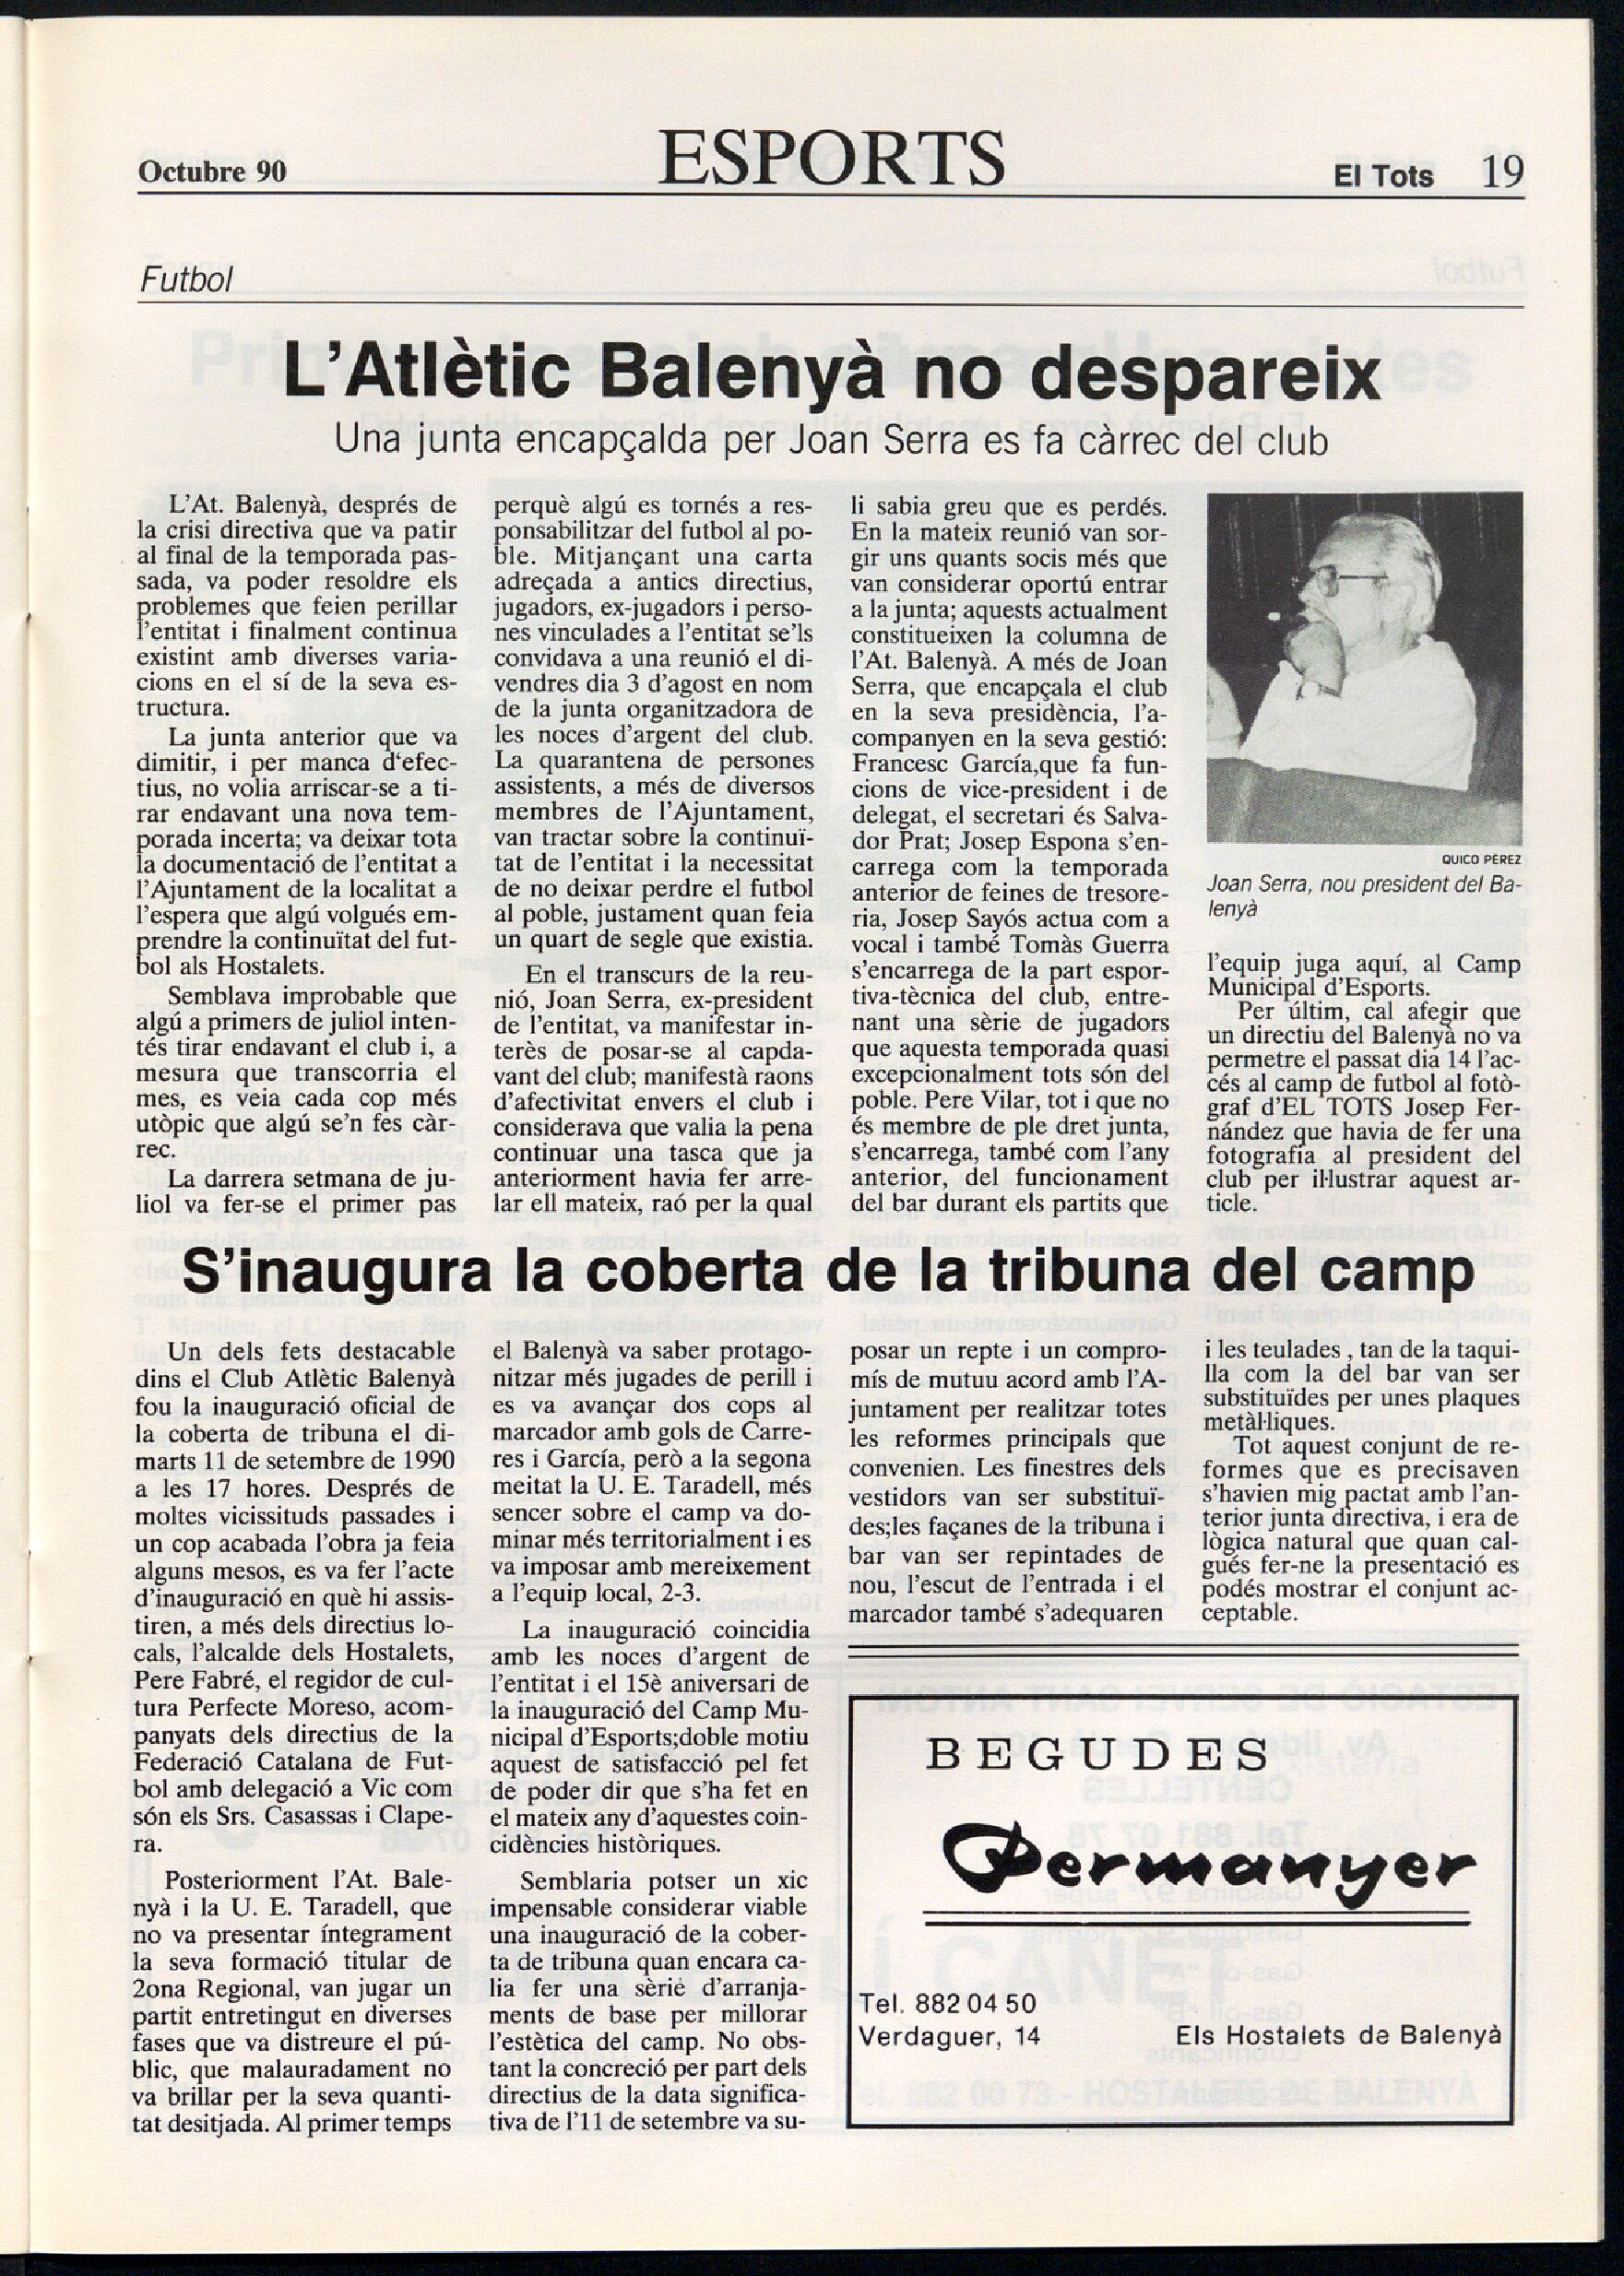 Octubre 90
ESPORTS
El Tots 19
Futbol
L'Atlètic Balenyà no despareix
Una junta encapçalda per Joan Serra es fa càrrec del club
L'At. Balenyà, després de
la crisi directiva que va patir
al final de la temporada pas-
sada, va poder resoldre els
problemes que feien perillar
l'entitat i finalment continua
existint amb diverses varia-
cions en el sí de la seva es-
tructura.
La junta anterior que va
dimitir, i per manca d'efec-
tius, no volia arriscar-se a ti-
rar endavant una nova tem-
porada incerta; va deixar tota
la documentació de l'entitat a
l'Ajuntament de la localitat a
l'espera que algú volgués em-
prendre la continuïtat del fut-
bol als Hostalets.
Semblava improbable que
algú a primers de juliol inten-
tés tirar endavant el club i, a
mesura que transcorria el
mes, es veia cada cop més
utòpic que algú se'n fes càr-
rec.
La darrera setmana de ju-
liol va fer-se el primer pas
perquè algú es tornés a res-
ponsabilitzar del futbol al po-
ble. Mitjançant una carta
adreçada a antics directius,
jugadors, ex-jugadors i perso-
nes vinculades a l'entitat se'ls
convidava a una reunió el di-
vendres dia 3 d'agost en nom
de la junta organitzadora de
les noces d'argent del club.
La quarantena de persones
assistents, a més de diversos
membres de l'Ajuntament,
van tractar sobre la continuï-
tat de l'entitat i la necessitat
de no deixar perdre el futbol
al poble, justament quan feia
un quart de segle que existia.
En el transcurs de la reu-
nió, Joan Serra, ex-president
de l'entitat, va manifestar in-
terès de posar-se al capda-
vant del club; manifestà raons
d'afectivitat envers el club i
considerava que valia la pena
continuar una tasca que ja
anteriorment havia fer arre-
lar ell mateix, raó per la qual
li sabia greu que es perdés.
En la mateix reunió van sor-
gir uns quants socis més que
van considerar oportú entrar
a la junta; aquests actualment
constitueixen la columna de
l'At. Balenyà. A més de Joan
Serra, que encapçala el club
en la seva presidència, l'a-
companyen en la seva gestió:
Francesc García,que fa fun-
cions de vice-president i de
delegat, el secretari és Salva-
dor Prat; Josep Espona s'en-
carrega com la temporada
anterior de feines de tresore-
ria, Josep Sayós actua com a
vocal i també Tomàs Guerra
s'encarrega de la part espor-
tiva-tècnica del club, entre-
nant una sèrie de jugadors
que aquesta temporada quasi
excepcionalment tots són del
poble. Pere Vilar, tot i que no
és membre de ple dret junta,
s'encarrega, també com l'any
anterior, del funcionament
del bar durant els partits que
QUICO PÉREZ
Joan Serra, nou president del Ba-
lenyà
l'equip juga aquí, al Camp
Municipal d'Esports.
Per últim, cal afegir que
un directiu del Balenyà no va
permetre el passat dia 14 l'ac-
cés al camp de futbol al fotò-
graf d'EL TOTS Josep Fer-
nández que havia de fer una
fotografía al president del
club per il·lustrar aquest ar-
ticle.
S'inaugura la coberta de la tribuna del camp
Un dels fets destacable
dins el Club Atlètic Balenyà
fou la inauguració oficial de
la coberta de tribuna el di-
marts 11 de setembre de 1990
a les 17 hores. Després de
moltes vicissituds passades i
un cop acabada l'obra ja feia
alguns mesos, es va fer l'acte
d'inauguració en què hi assis-
tiren, a més dels directius lo-
cals, l'alcalde dels Hostalets,
Pere Fabré, el regidor de cul-
tura Perfecte Moreso, acom-
panyats dels directius de la
Federació Catalana de Fut-
bol amb delegació a Vic com
són els Srs. Casassas i Clape-
ra.
Posteriorment l'At. Bale-
nyà i la U. E. Taradell, que
no va presentar íntegrament
la seva formació titular de
2ona Regional, van jugar un
partit entretingut en diverses
fases que va distreure el pú-
blic, que malauradament no
va brillar per la seva quanti-
tat desitjada. Al primer temps
el Balenyà va saber protago-
nitzar més jugades de perill i
es va avançar dos cops al
marcador amb gols de Carre-
res i García, però a la segona
meitat la U. E. Taradell, més
sencer sobre el camp va do-
minar més territorialment i es
va imposar amb mereixement
a l'equip local, 2-3.
La inauguració coincidia
amb les noces d'argent de
l'entitat i el 15è aniversari de
la inauguració del Camp Mu-
nicipal d'Esports;doble motiu
aquest de satisfacció pel fet
de poder dir que s'ha fet en
el mateix any d'aquestes coin-
cidències històriques.
Semblaria potser un xic
impensable considerar viable
una inauguració de la cober-
ta de tribuna quan encara ca-
lia fer una sèrie d'arranja-
ments de base per millorar
l'estètica del camp. No obs-
tant la concreció per part dels
directius de la data significa-
tiva de l'11 de setembre va su-
posar un repte i un compro-
mís de mutuu acord amb l'A-
juntament per realitzar totes
les reformes principals que
convenien. Les finestres dels
vestidors van ser substituï-
des;les façanes de la tribuna i
bar van ser repintades de
nou, l'escut de l'entrada i el
marcador també s'adequaren
i les teulades , tan de la taqui-
lla com la del bar van ser
substituïdes per unes plaques
metàl·liques.
Tot aquest conjunt de re-
formes que es precisaven
s'havien mig pactat amb l'an-
terior junta directiva, i era de
lògica natural que quan cal-
gués fer-ne la presentació es
podés mostrar el conjunt ac-
ceptable.
BEGUDES
Permanyer
Tel. 882 04 50
Verdaguer, 14
Els Hostalets de Balenyà